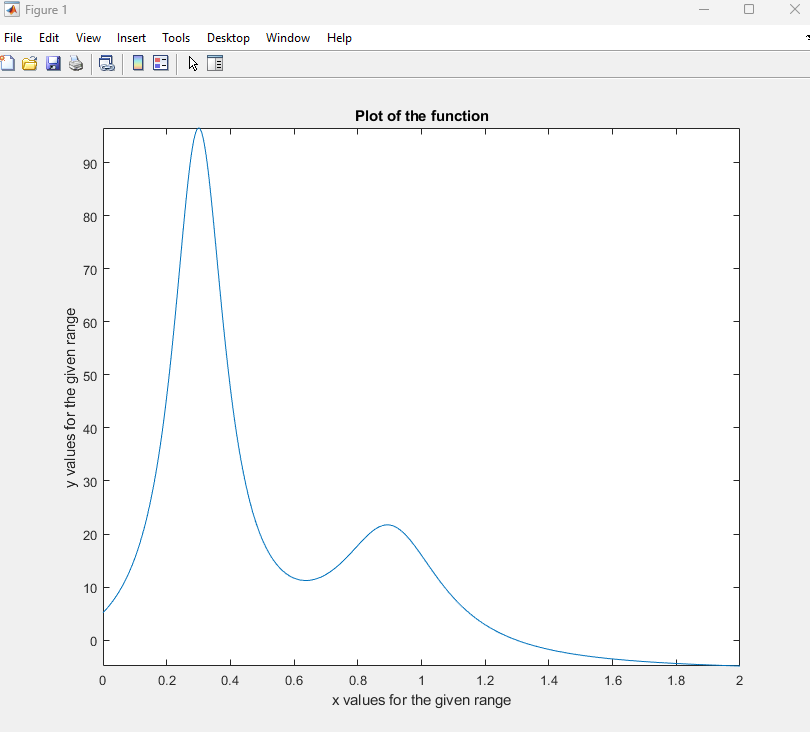 Figure 1
File Edit View Insert Tools Desktop Window Help
Plot of the function
y values for the given range
90
80
70
60
50
40
30
20
10
0
0 0.2 0.4 0.6 0.8 1 1.2 1.4 1.6 1.8 2
x values for the given range